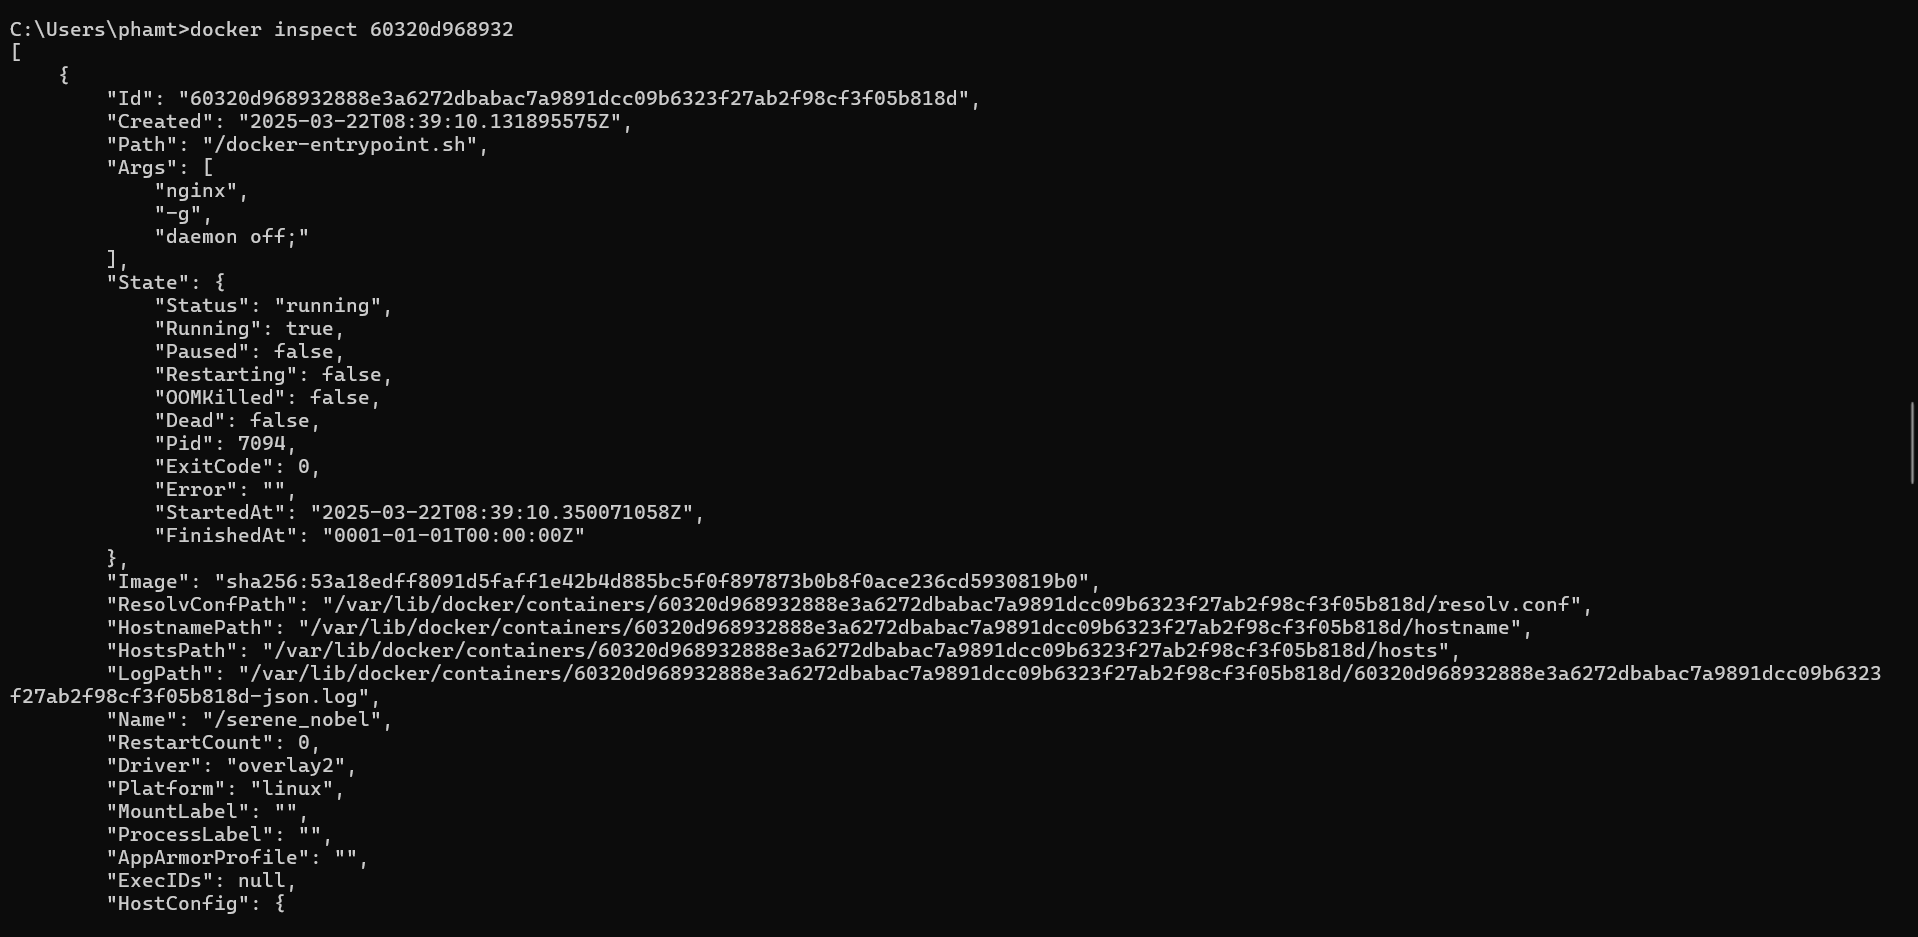 C:\Users\phamt>docker inspect 60320d968932
[
    {
        "Id": "60320d968932888e3a6272dbabac7a9891dcc09b6323f27ab2f98cf3f05b818d",
        "Created": "2025-03-22T08:39:10.131895575Z",
        "Path": "/docker-entrypoint.sh",
        "Args": [
            "nginx",
            "-g",
            "daemon off;"
        ],
        "State": {
            "Status": "running",
            "Running": true,
            "Paused": false,
            "Restarting": false,
            "OOMKilled": false,
            "Dead": false,
            "Pid": 7094,
            "ExitCode": 0,
            "Error": "",
            "StartedAt": "2025-03-22T08:39:10.350071058Z",
            "FinishedAt": "0001-01-01T00:00:00Z"
        },
        "Image": "sha256:53a18edff8091d5faff1e42b4d885bc5f0f897873b0b8f0ace236cd5930819b0",
        "ResolvConfPath": "/var/lib/docker/containers/60320d968932888e3a6272dbabac7a9891dcc09b6323f27ab2f98cf3f05b818d/resolv.conf",
        "HostnamePath": "/var/lib/docker/containers/60320d968932888e3a6272dbabac7a9891dcc09b6323f27ab2f98cf3f05b818d/hostname",
        "HostsPath": "/var/lib/docker/containers/60320d968932888e3a6272dbabac7a9891dcc09b6323f27ab2f98cf3f05b818d/hosts",
        "LogPath": "/var/lib/docker/containers/60320d968932888e3a6272dbabac7a9891dcc09b6323f27ab2f98cf3f05b818d/60320d968932888e3a6272dbabac7a9891dcc09b6323
f27ab2f98cf3f05b818d-json.log",
        "Name": "/serene_nobel",
        "RestartCount": 0,
        "Driver": "overlay2",
        "Platform": "linux",
        "MountLabel": "",
        "ProcessLabel": "",
        "AppArmorProfile": "",
        "ExecIDs": null,
        "HostConfig": {